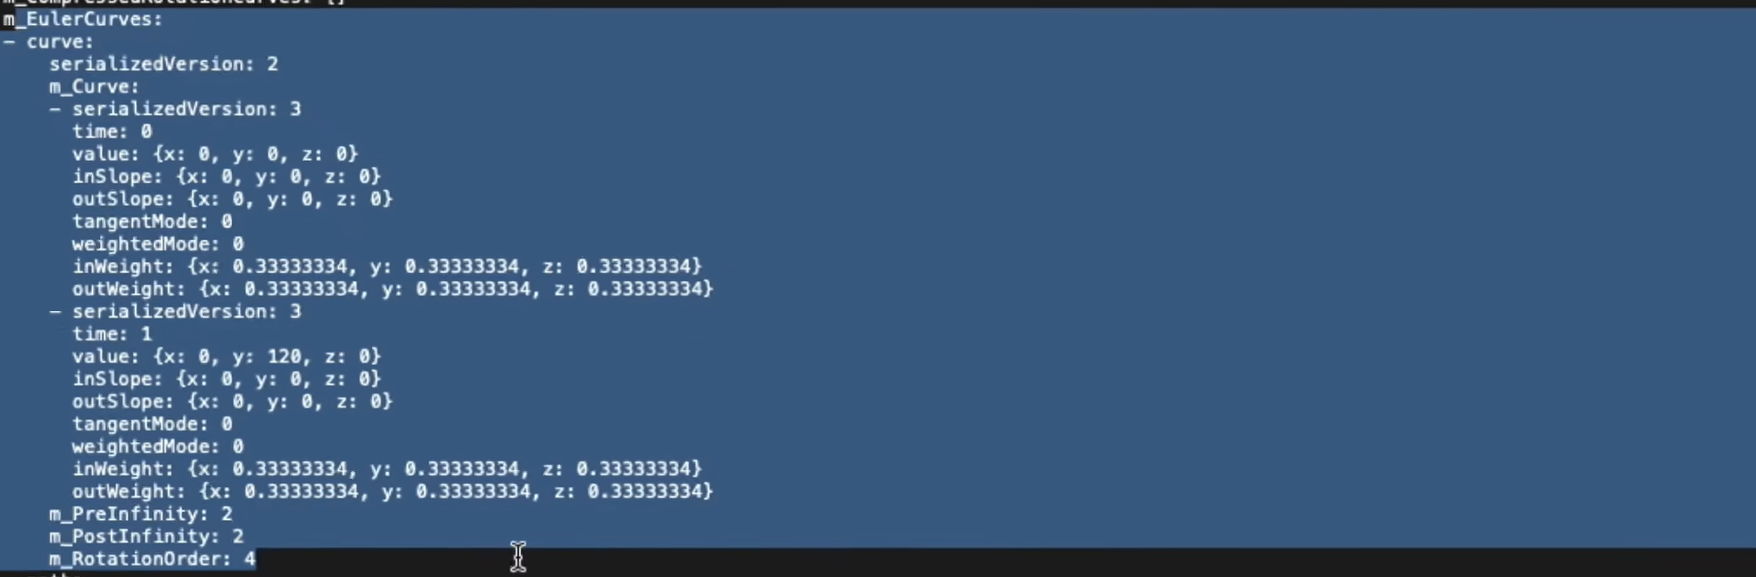 m_CompressedRotationCurves: []
m_EulerCurves:
- curve:
serializedVersion: 2
m_Curve:
- serializedVersion: 3
time: 0
value: {x: 0, y: 0, z: 0}
inSlope: {x: 0, y: 0, z: 0}
outSlope: {x: 0, y: 0, z: 0}
tangentMode: 0
weightedMode: 0
inWeight: {x: 0.33333334, y: 0.33333334, z: 0.33333334}
outWeight: {x: 0.33333334, y: 0.33333334, z: 0.33333334}
- serializedVersion: 3
time: 1
value: {x: 0, y: 120, z: 0}
inSlope: {x: 0, y: 0, z: 0}
outSlope: {x: 0, y: 0, z: 0}
tangentMode: 0
weightedMode: 0
inWeight: {x: 0.33333334, y: 0.33333334, z: 0.33333334}
outWeight: {x: 0.33333334, y: 0.33333334, z: 0.33333334}
m_PreInfinity: 2
m_PostInfinity: 2
m_RotationOrder: 4